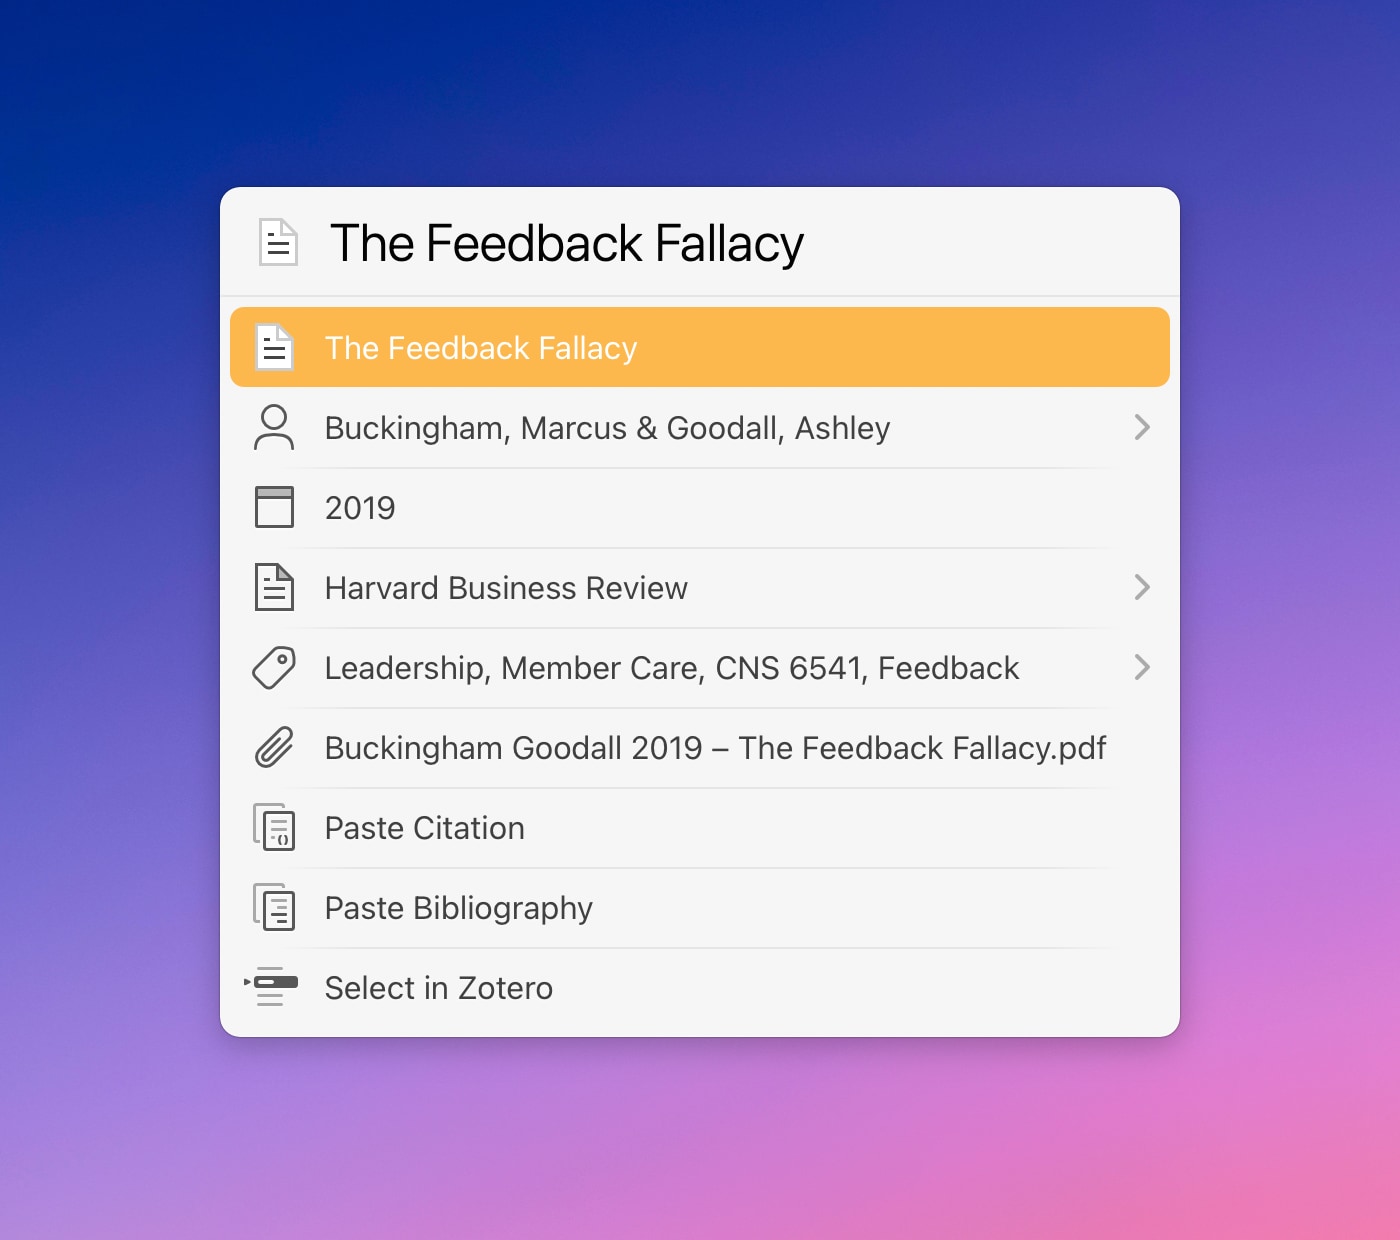 The Feedback Fallacy
The Feedback Fallacy
Buckingham, Marcus & Goodall, Ashley
2019
Harvard Business Review
Leadership, Member Care, CNS 6541, Feedback
Buckingham Goodall 2019 – The Feedback Fallacy.pdf
Paste Citation
Paste Bibliography
Select in Zotero